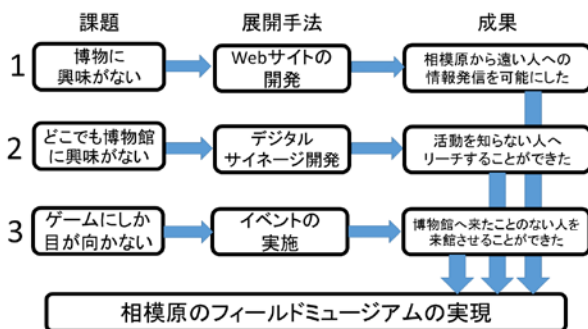 課題 展開手法 成果
1 博物に Webサイトの 相模原から遠い人への
興味がない 開発 情報発信を可能にした
2 どこでも博物館 デジタル 活動を知らない人へ
に興味がない サイネージ開発 リーチすることができた
3 ゲームにしか イベントの 博物館へ来たことのない人を
目が向かない 実施 来館させることができた
相模原のフィールドミュージアムの実現